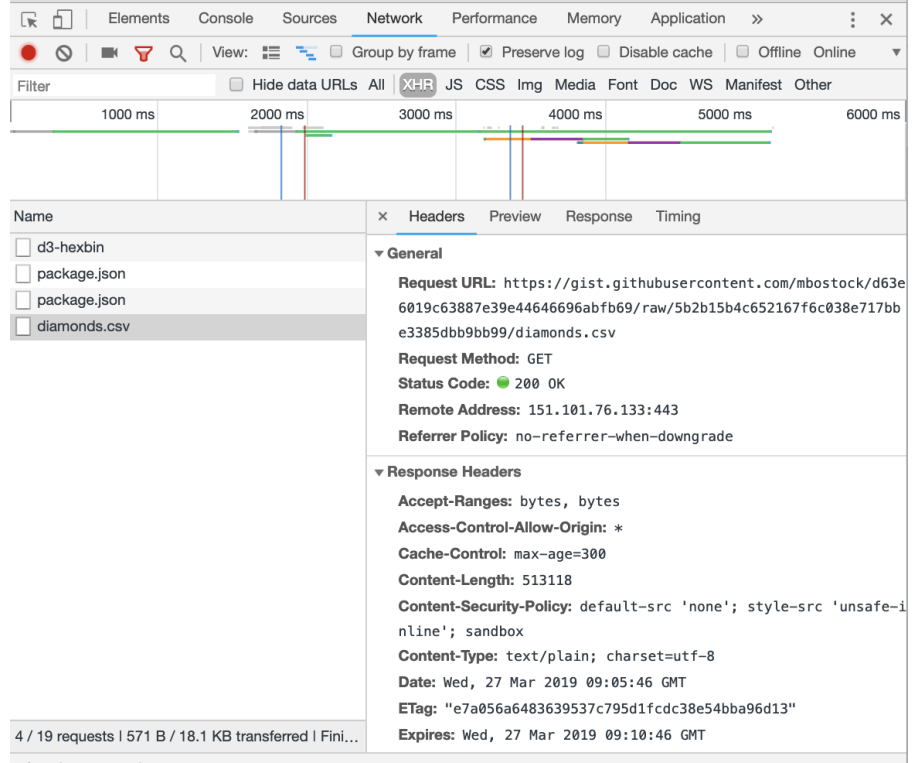 Elements Console Sources Network Performance Memory Application »
View: Group by frame Preserve log Disable cache Offline Online
Filter Hide data URLs All XHR JS CSS Img Media Font Doc WS Manifest Other
1000 ms 2000 ms 3000 ms 4000 ms 5000 ms 6000 ms
Name
d3-hexbin
package.json
package.json
diamonds.csv
4 / 19 requests | 571 B / 18.1 KB transferred | Fini...
× Headers Preview Response Timing
General
Request URL: https://gist.githubusercontent.com/mbostock/d63e
6019c63887e39e44646696abfb69/raw/5b2b15b4c652167f6c038e717bb
e3385dbb9bb99/diamonds.csv
Request Method: GET
Status Code: 200 OK
Remote Address: 151.101.76.133:443
Referrer Policy: no-referrer-when-downgrade
Response Headers
Accept-Ranges: bytes, bytes
Access-Control-Allow-Origin: *
Cache-Control: max-age=300
Content-Length: 513118
Content-Security-Policy: default-src 'none'; style-src 'unsafe-i
nline'; sandbox
Content-Type: text/plain; charset=utf-8
Date: Wed, 27 Mar 2019 09:05:46 GMT
ETag: "e7a056a6483639537c795d1fcdc38e54bba96d13"
Expires: Wed, 27 Mar 2019 09:10:46 GMT